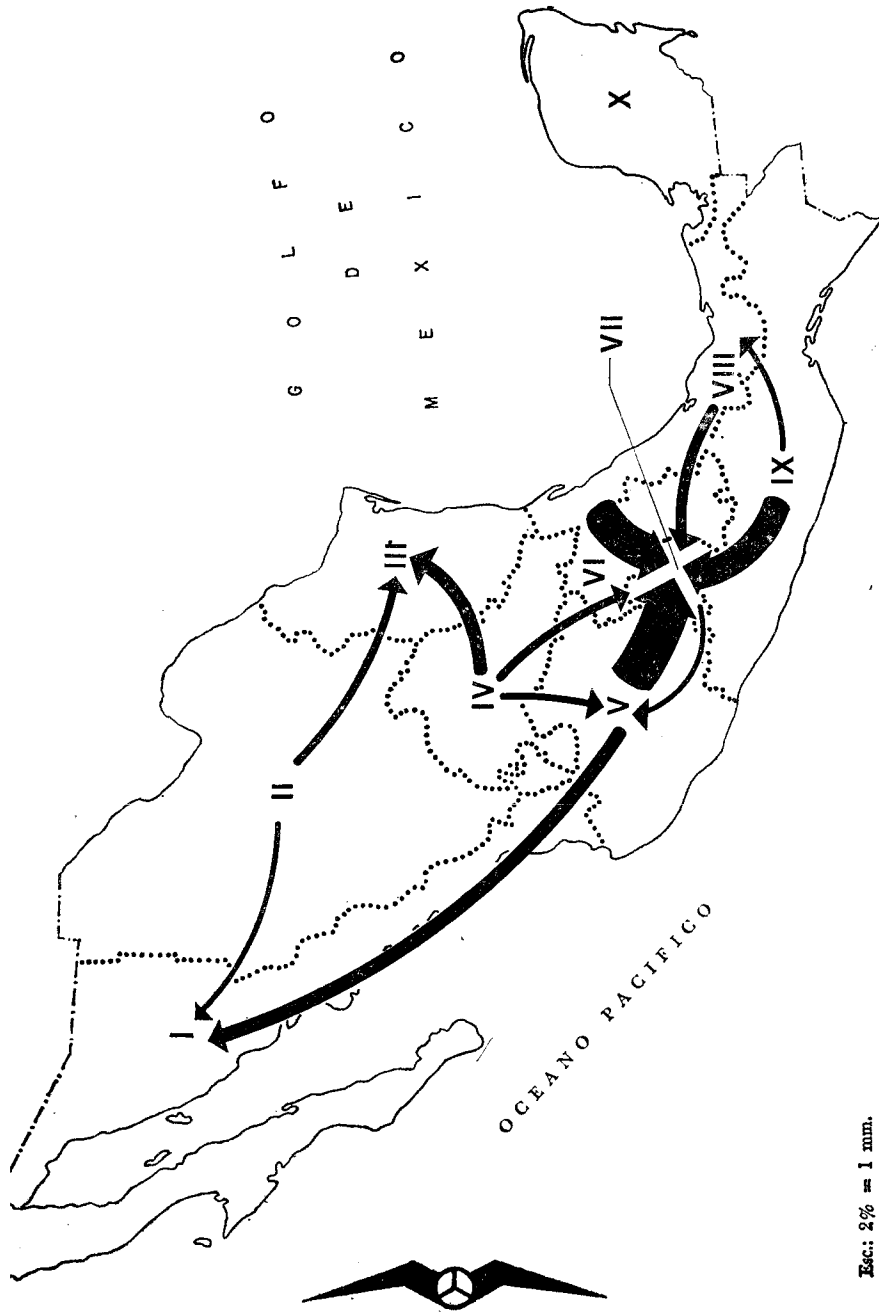 G O L F O
D E
M E X I C O
I
II
III
IV
V
VI
VII
VIII
IX
X
OCEANO PACIFICO
Esc.: 2% = 1 mm.